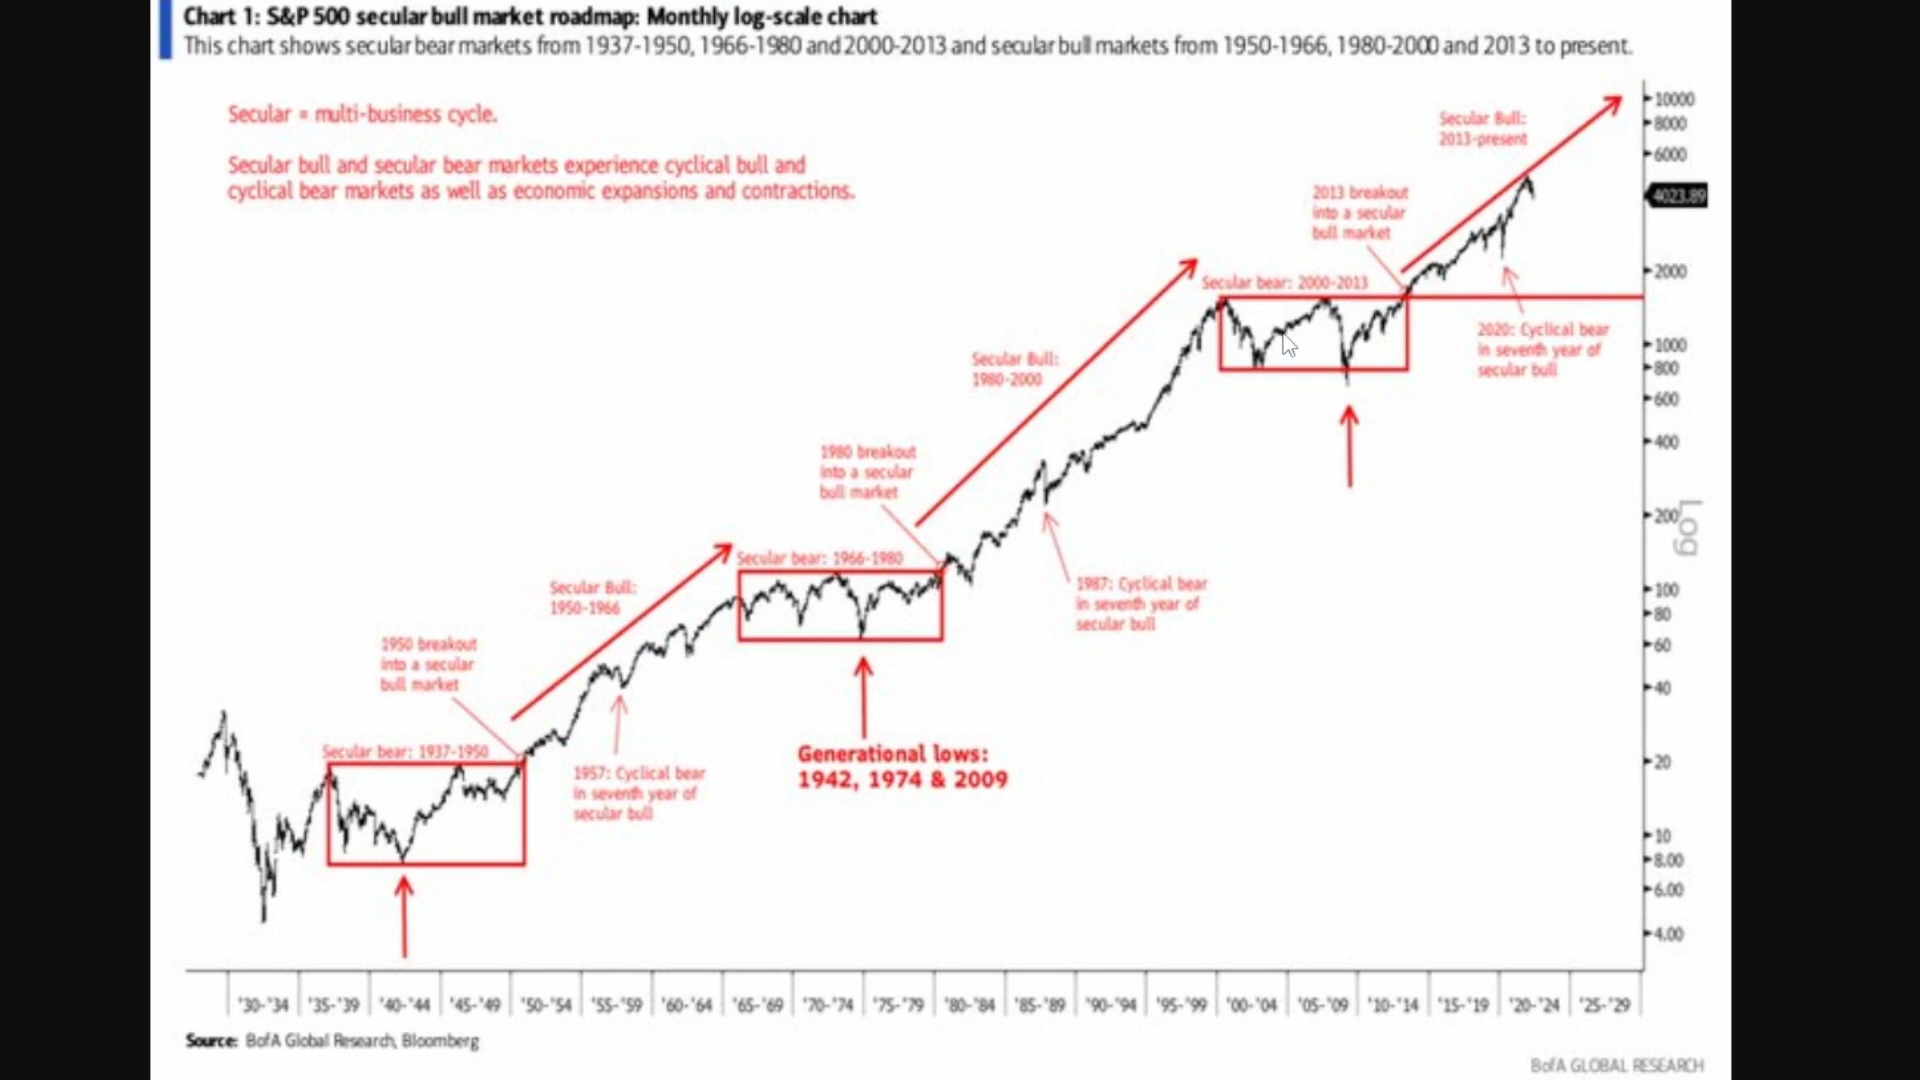 Chart 1: S&P 500 secular bull market roadmap: Monthly log-scale chart
This chart shows secular bear markets from 1937-1950, 1966-1980 and 2000-2013 and secular bull markets from 1950-1966, 1980-2000 and 2013 to present.
Secular = multi-business cycle.
Secular bull and secular bear markets experience cyclical bull and
cyclical bear markets as well as economic expansions and contractions.
Secular Bull:
2013-present
2013 breakout
into a secular
bull market
Secular bear: 2000-2013
2020: Cyclical bear
in seventh year of
secular bull
Secular Bull:
1980-2000
1980 breakout
into a secular
bull market
Secular bear: 1966-1980
1987: Cyclical bear
in seventh year of
secular bull
Secular Bull:
1950-1966
1950 breakout
into a secular
bull market
Secular bear: 1937-1950
1957: Cyclical bear
in seventh year of
secular bull
Generational lows:
1942, 1974 & 2009
10000
8000
6000
4023.89
2000
1000
800
600
400
200
100
80
60
40
20
10
8.00
6.00
4.00
Log
'30-'34 '35-'39 '40-'44 '45-'49 '50-'54 '55-'59 '60-'64 '65-'69 '70-'74 '75-'79 '80-'84 '85-'89 '90-'94 '95-'99 '00-'04 '05-'09 '10-'14 '15-'19 '20-'24 '25-'29
Source: BofA Global Research, Bloomberg
BofA GLOBAL RESEARCH